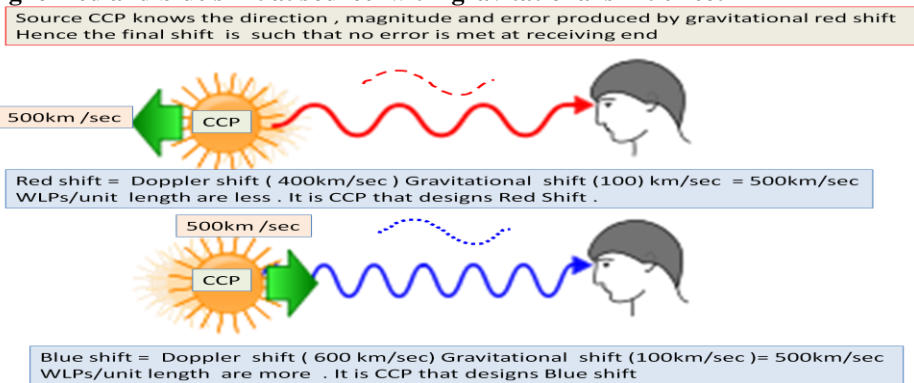 Source CCP knows the direction , magnitude and error produced by gravitational red shift
Hence the final shift is such that no error is met at receiving end
500km /sec
CCP
Red shift = Doppler shift ( 400km/sec ) Gravitational shift (100) km/sec = 500km/sec
WLPs/unit length are less . It is CCP that designs Red Shift .
500km /sec
CCP
Blue shift = Doppler shift ( 600 km/sec) Gravitational shift (100km/sec )= 500km/sec
WLPs/unit length are more . It is CCP that designs Blue shift